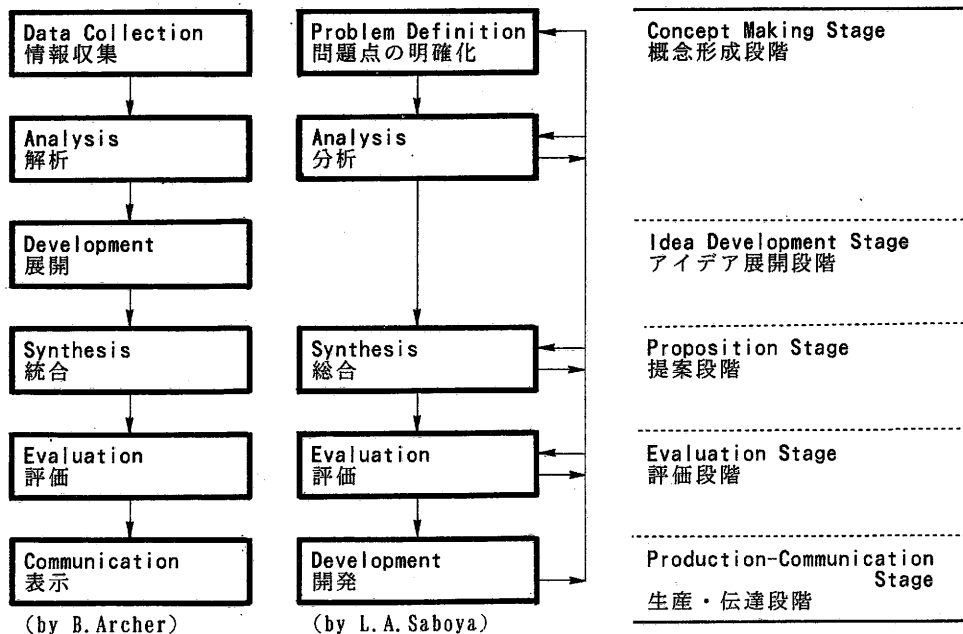 Data Collection
情報収集
Analysis
解析
Development
展開
Synthesis
統合
Evaluation
評価
Communication
表示
(by B.Archer)
Problem Definition
問題点の明確化
Analysis
分析
Synthesis
総合
Evaluation
評価
Development
開発
(by L.A.Saboya)
Concept Making Stage
概念形成段階
Idea Development Stage
アイデア展開段階
Proposition Stage
提案段階
Evaluation Stage
評価段階
Production-Communication
Stage
生産・伝達段階